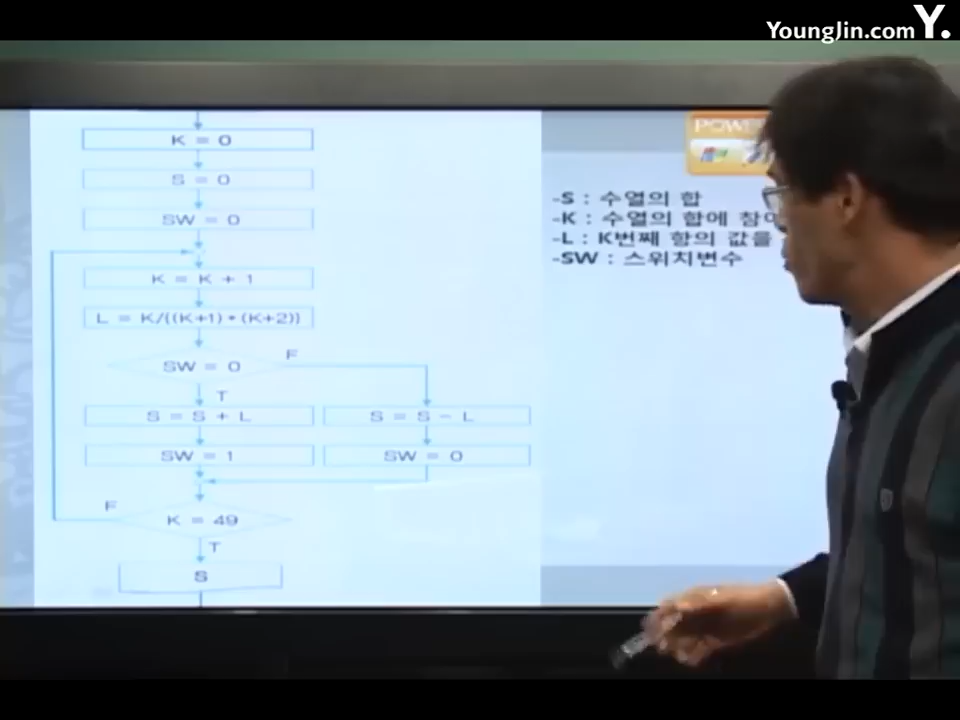 YoungJin.com Y.
K = 0
S = 0
SW = 0
K = K + 1
L = K/((K+1)*(K+2))
SW = 0
F
T
S = S + L
S = S - L
SW = 1
SW = 0
F
K = 49
T
S
-S : 수열의 합
-K : 수열의 합에
-L : K번째 항의 값을
-SW : 스위치변수